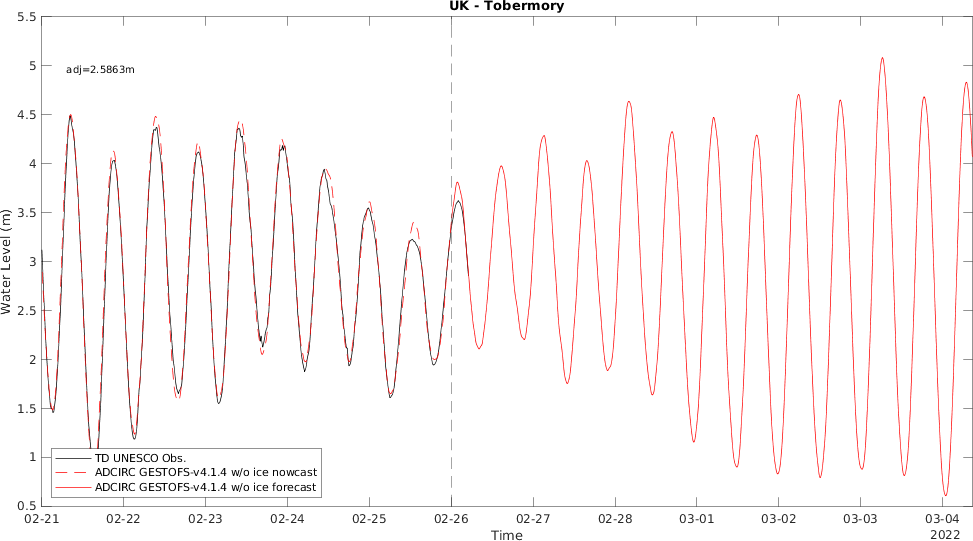 UK - Tobermory
adj=2.5863m
Water Level (m)
5.5
5
4.5
4
3.5
3
2.5
2
1.5
1
0.5
TD UNESCO Obs.
ADCIRC GESTOFS-v4.1.4 w/o ice nowcast
ADCIRC GESTOFS-v4.1.4 w/o ice forecast
02-21 02-22 02-23 02-24 02-25 02-26 02-27 02-28 03-01 03-02 03-03 03-04
Time
2022